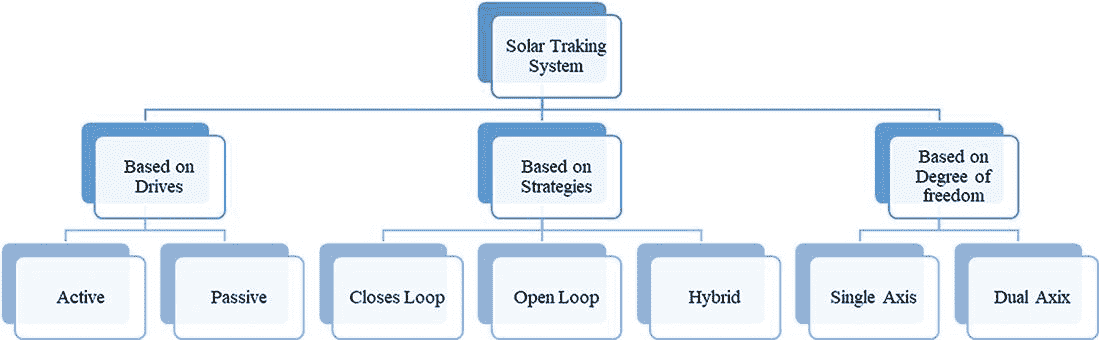 Solar Traking
System
Based on
Drives
Based on
Strategies
Based on
Degree of
freedom
Active
Passive
Closes Loop
Open Loop
Hybrid
Single Axis
Dual Axix